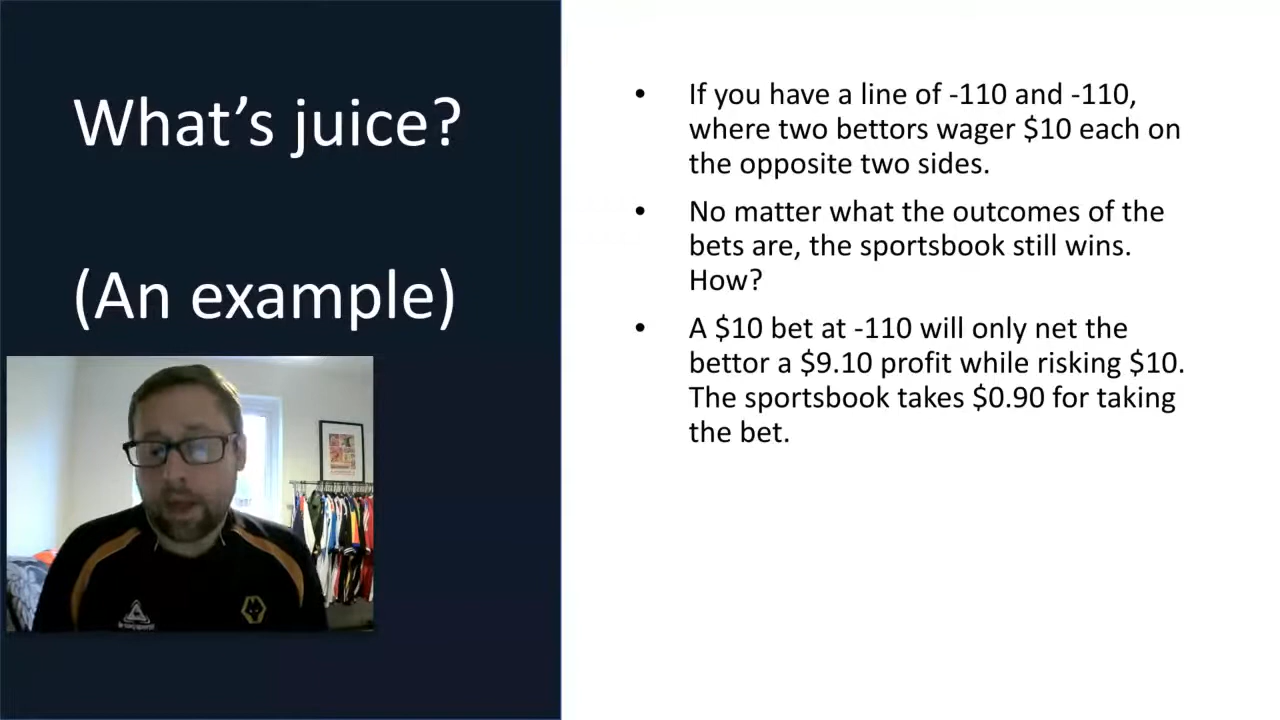 What's juice?
(An example)
• If you have a line of -110 and -110,
where two bettors wager $10 each on
the opposite two sides.
• No matter what the outcomes of the
bets are, the sportsbook still wins.
How?
• A $10 bet at -110 will only net the
bettor a $9.10 profit while risking $10.
The sportsbook takes $0.90 for taking
the bet.